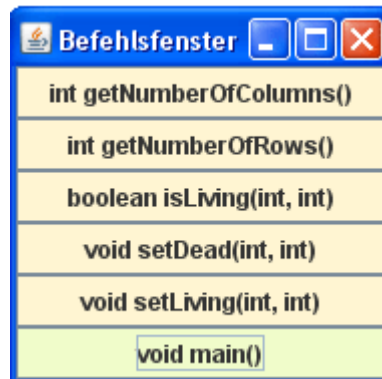 Befehlsfenster
int getNumberOfColumns()
int getNumberOfRows()
boolean isLiving(int, int)
void setDead(int, int)
void setLiving(int, int)
void main()